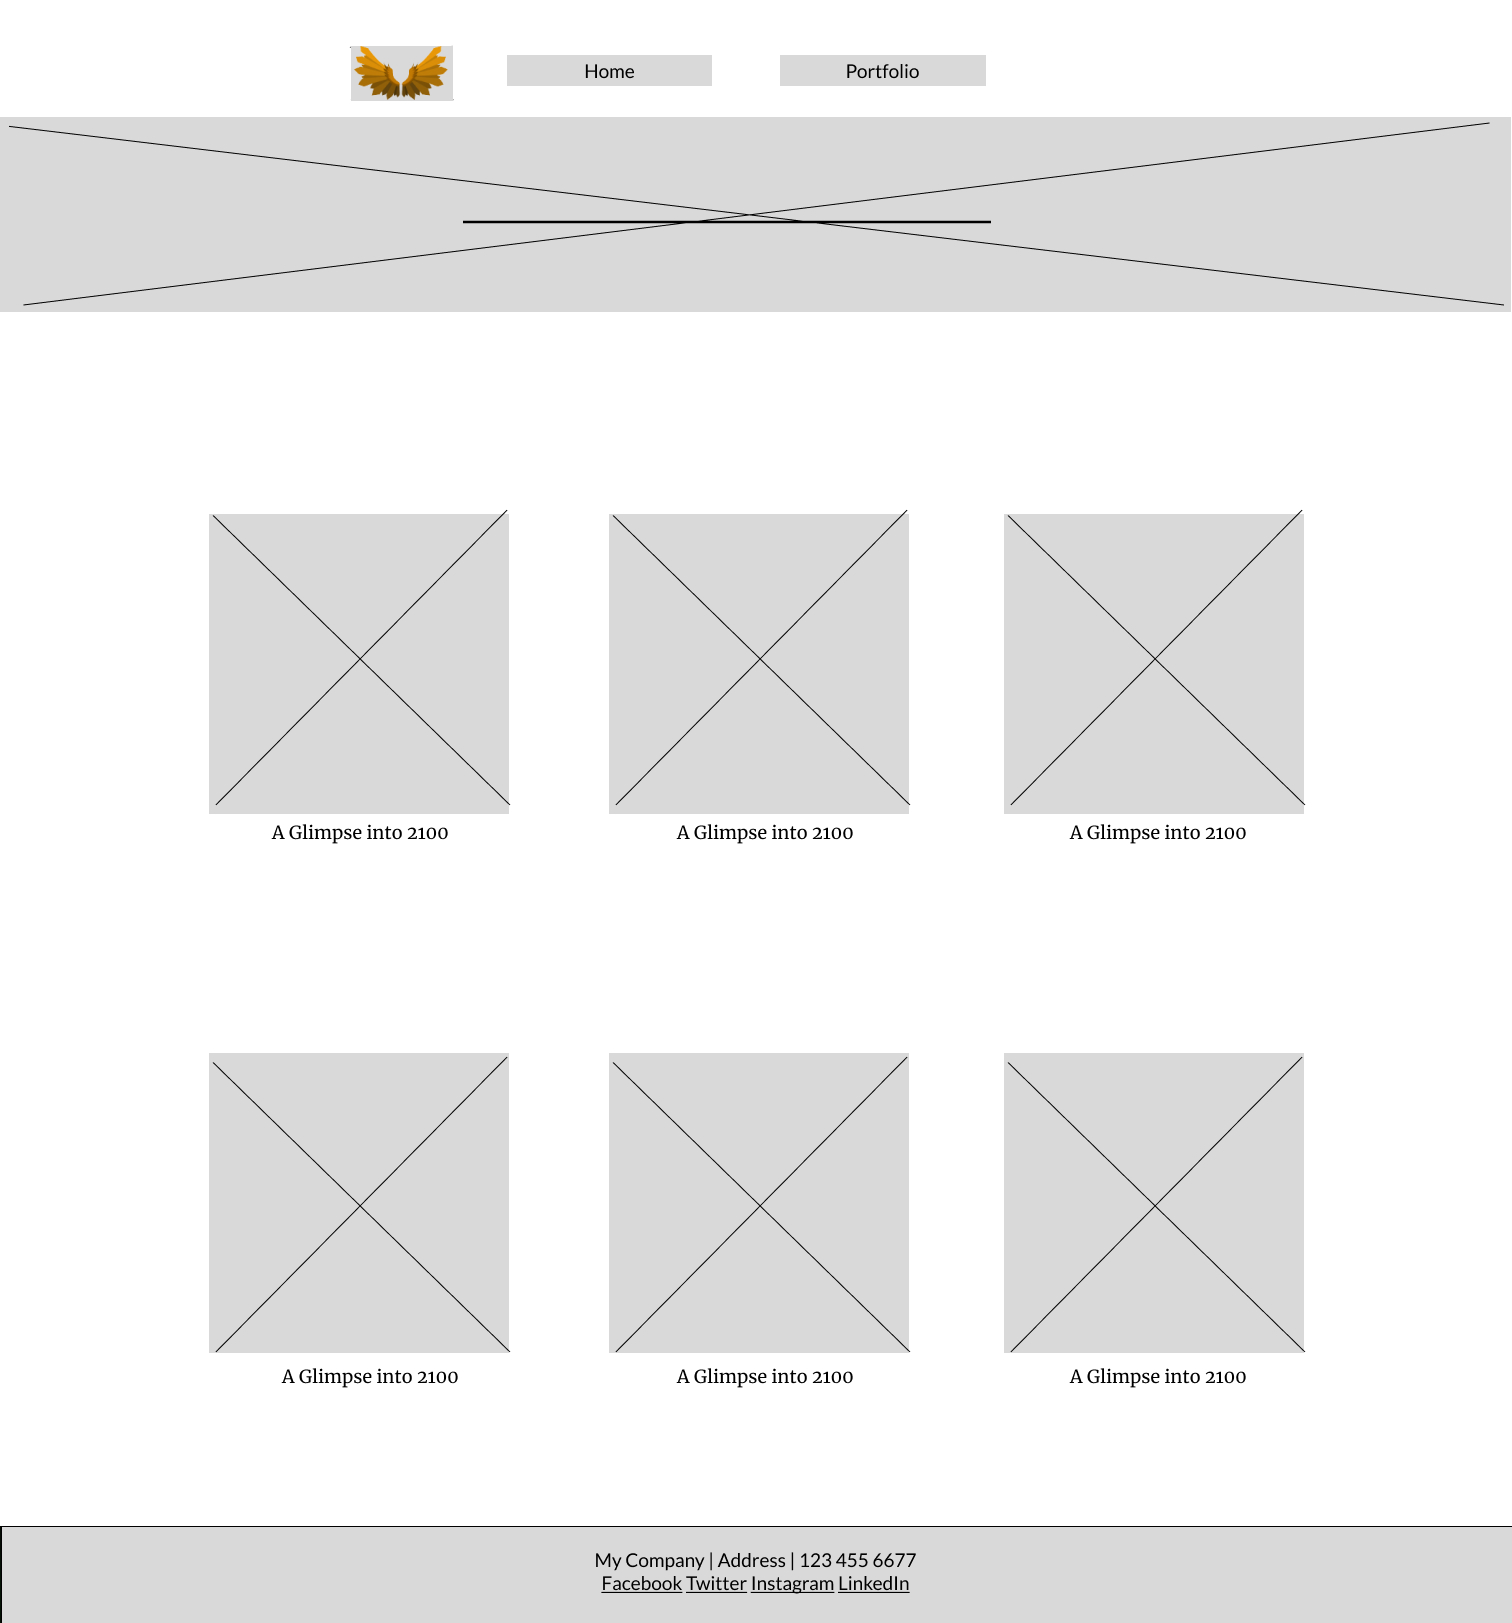 Home
Portfolio
A Glimpse into 2100
A Glimpse into 2100
A Glimpse into 2100
A Glimpse into 2100
A Glimpse into 2100
A Glimpse into 2100
My Company | Address | 123 455 6677
Facebook Twitter Instagram LinkedIn